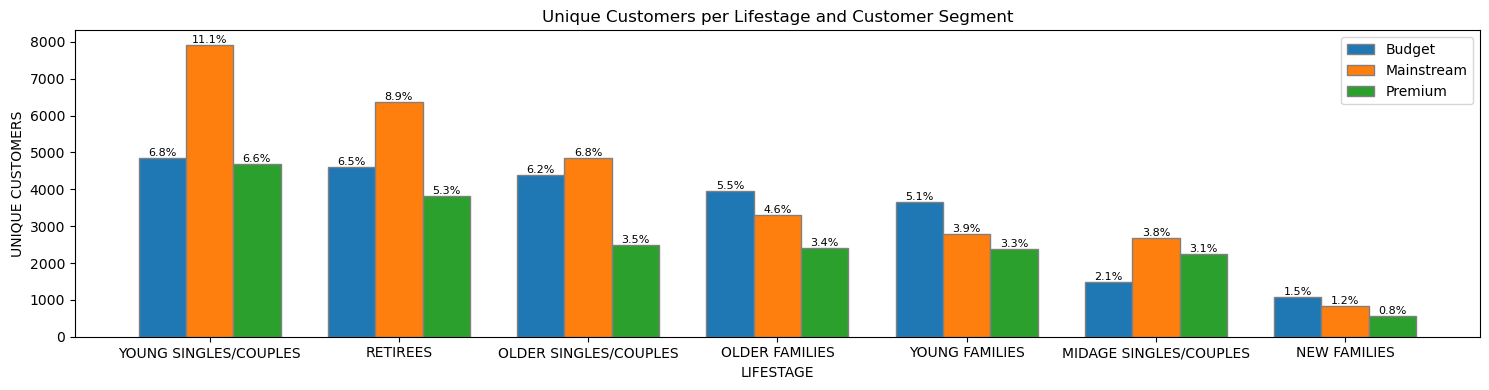 Unique Customers per Lifestage and Customer Segment
UNIQUE CUSTOMERS
8000
7000
6000
5000
4000
3000
2000
1000
0
6.8%
11.1%
6.6%
6.5%
8.9%
5.3%
6.2%
6.8%
3.5%
5.5%
4.6%
3.4%
5.1%
3.9%
3.3%
2.1%
3.8%
3.1%
1.5%
1.2%
0.8%
Budget
Mainstream
Premium
YOUNG SINGLES/COUPLES
RETIREES
OLDER SINGLES/COUPLES
OLDER FAMILIES
YOUNG FAMILIES
MIDAGE SINGLES/COUPLES
NEW FAMILIES
LIFESTAGE